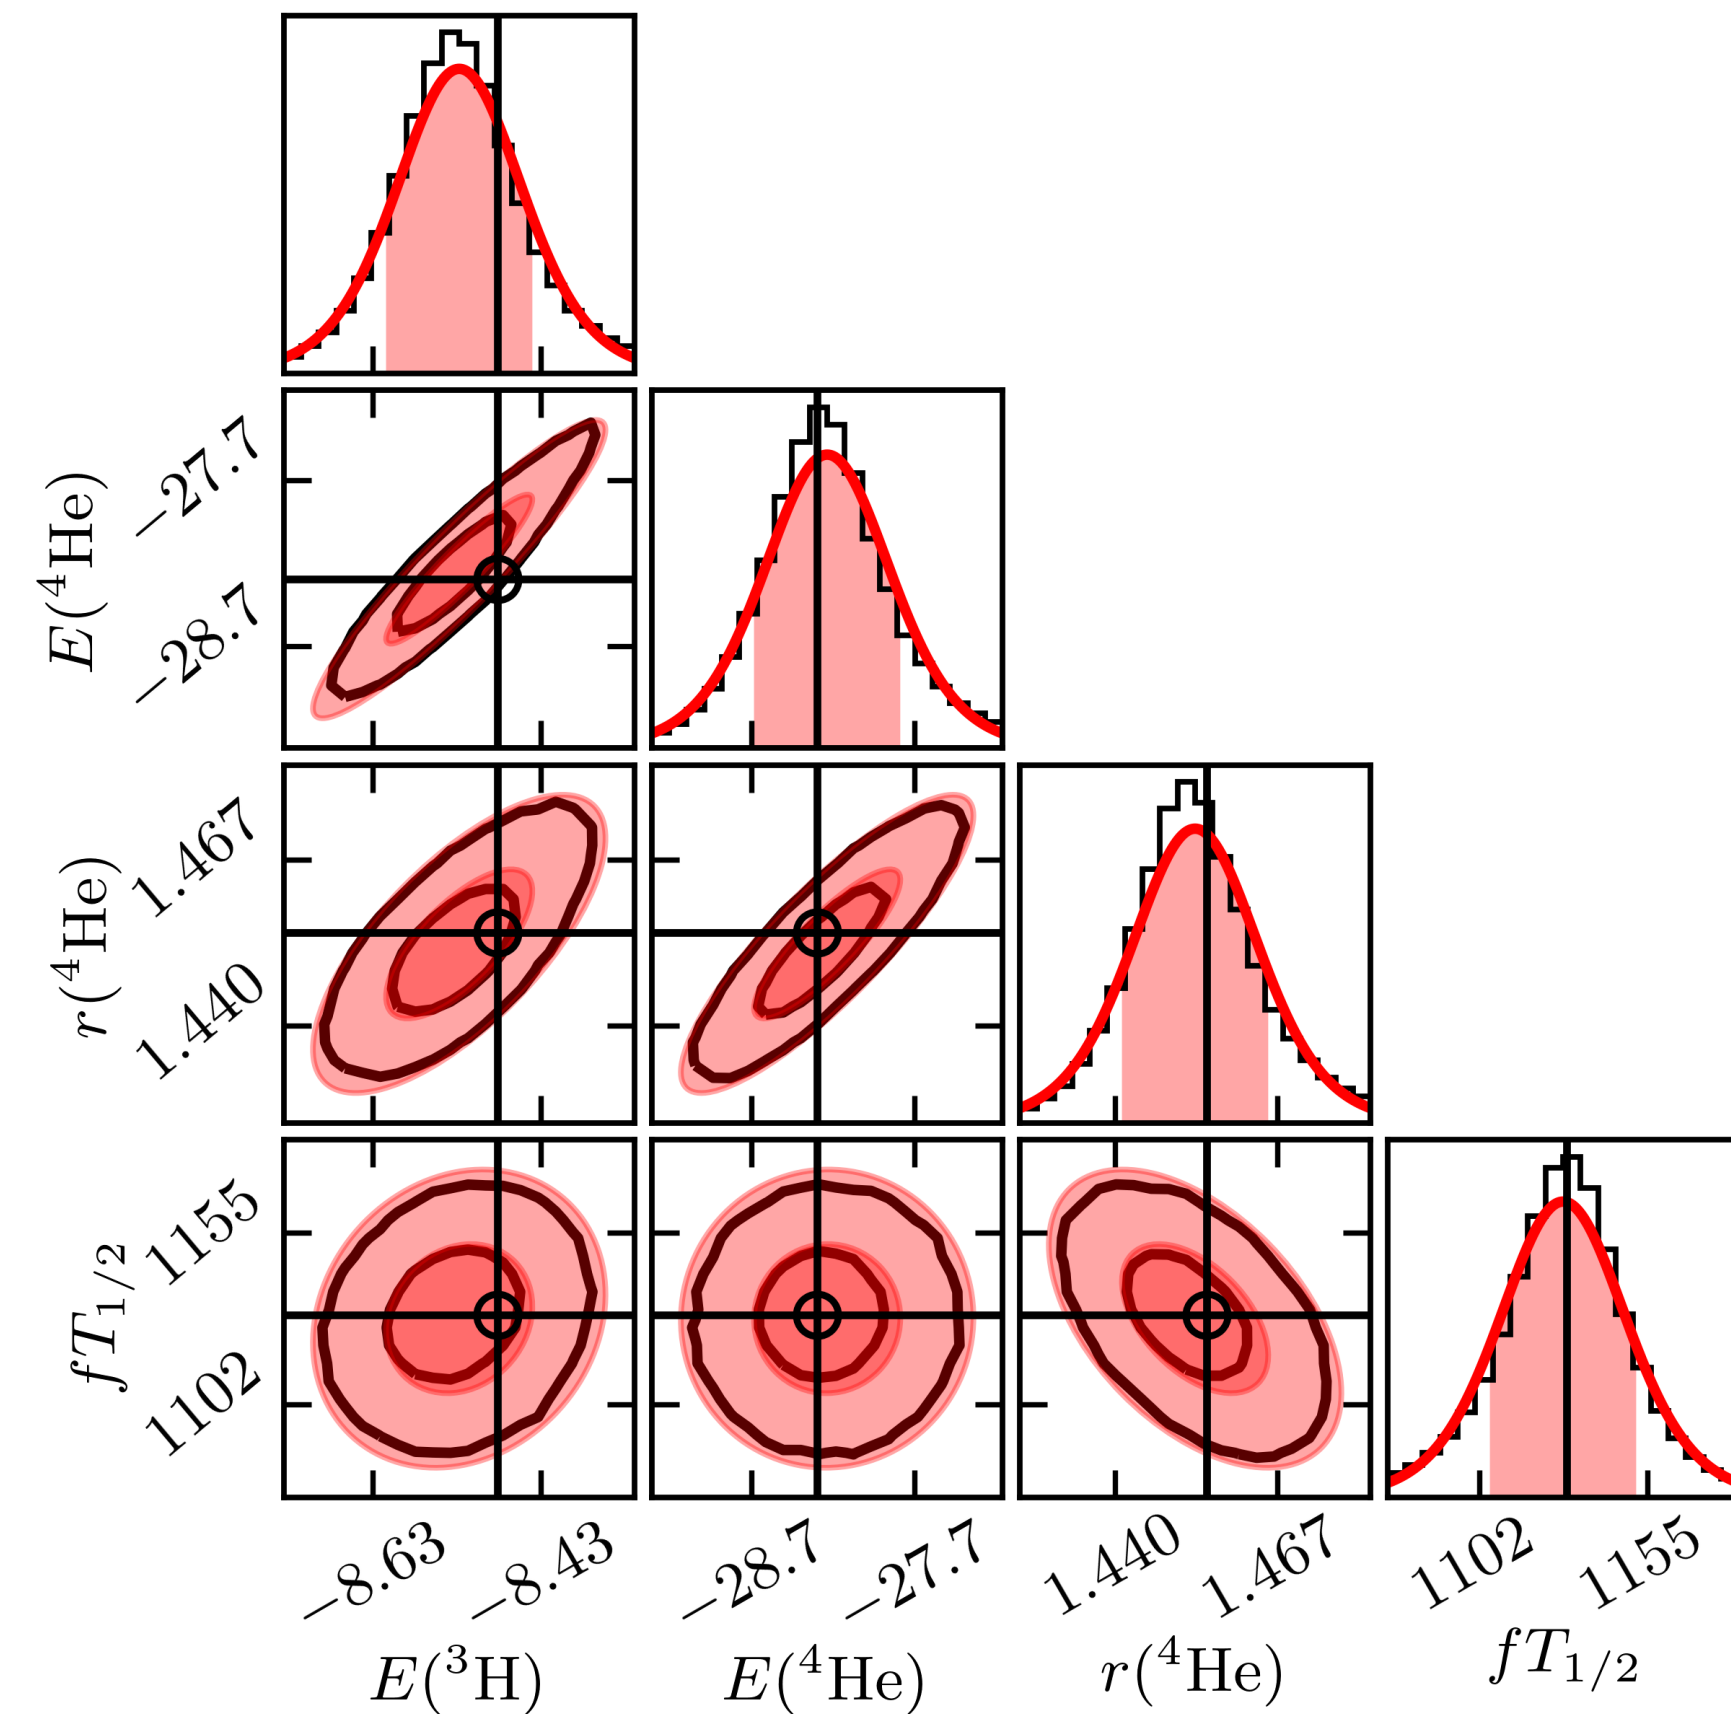 E(⁴He)
−27.7
−28.7
r(⁴He)
1.467
1.440
fT₁/₂
1155
1102
−8.63 −8.43 −28.7 −27.7 1.440 1.467 1102 1155
E(³H) E(⁴He) r(⁴He) fT₁/₂